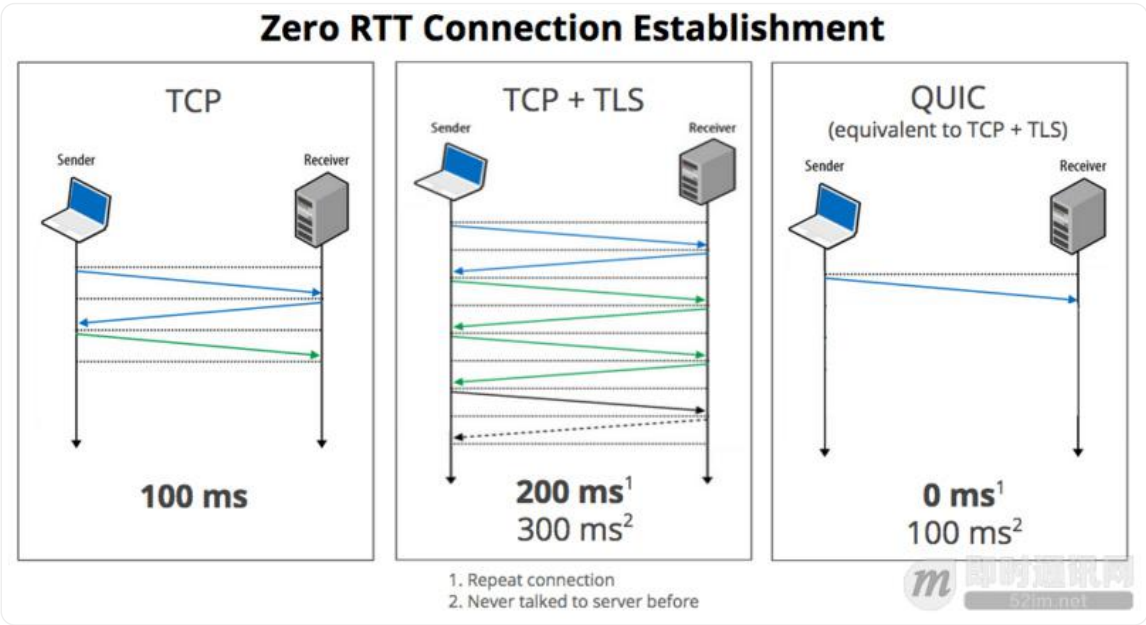 Zero RTT Connection Establishment
TCP
Sender
Receiver
100 ms
TCP + TLS
Sender
Receiver
200 ms¹
300 ms²
QUIC
(equivalent to TCP + TLS)
Sender
Receiver
0 ms¹
100 ms²
1. Repeat connection
2. Never talked to server before
m
即时通讯网
52im.net